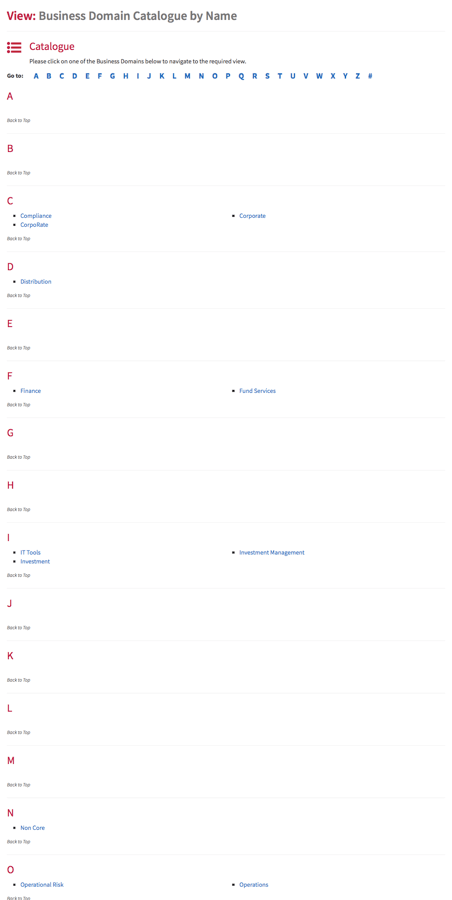 View: Business Domain Catalogue by Name
Catalogue
Please click on one of the Business Domains below to navigate to the required view.
Go to: A B C D E F G H I J K L M N O P Q R S T U V W X Y Z #
A
Back to Top
B
Back to Top
C
Compliance
Corporate
CorpoRate
Back to Top
D
Distribution
Back to Top
E
Back to Top
F
Finance
Fund Services
Back to Top
G
Back to Top
H
Back to Top
I
IT Tools
Investment Management
Investment
Back to Top
J
Back to Top
K
Back to Top
L
Back to Top
M
Back to Top
N
Non Core
Back to Top
O
Operational Risk
Operations
Back to Top